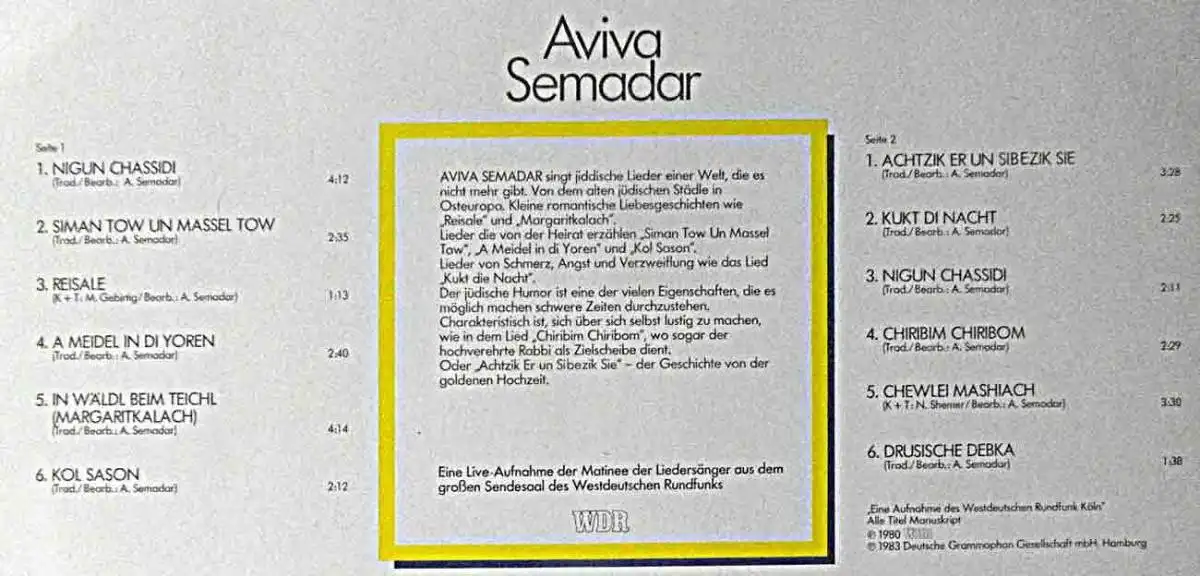 Aviva
Semadar
Seite 1
1. NIGUN CHASSIDI
(Trad./Bearb.: A. Semadar) 4:12
2. SIMAN TOW UN MASSEL TOW
(Trad./Bearb.: A. Semadar) 2:35
3. REISALE
(K + T: M. Gebirtig/Bearb.: A. Semadar) 1:13
4. A MEIDEL IN DI YOREN
(Trad./Bearb.: A. Semadar) 2:40
5. IN WÄLDL BEIM TEICHL
(MARGARITKALACH)
(Trad./Bearb.: A. Semadar) 4:14
6. KOL SASON
(Trad./Bearb.: A. Semadar) 2:12
AVIVA SEMADAR singt jiddische Lieder einer Welt, die es
nicht mehr gibt. Von dem alten jüdischen Städle in
Osteuropa. Kleine romantische Liebesgeschichten wie
„Reisale" und „Margaritkalach".
Lieder die von der Heirat erzählen „Siman Tow Un Massel
Tow", „A Meidel in di Yoren" und „Kol Sason".
Lieder von Schmerz, Angst und Verzweiflung wie das Lied
„Kukt die Nacht".
Der jüdische Humor ist eine der vielen Eigenschaften, die es
möglich machen schwere Zeiten durchzustehen.
Charakteristisch ist, sich über sich selbst lustig zu machen,
wie in dem Lied „Chiribim Chiribom", wo sogar der
hochverehrte Rabbi als Zielscheibe dient.
Oder „Achtzik Er un Sibezik Sie" – der Geschichte von der
goldenen Hochzeit.
Eine Live-Aufnahme der Matinee der Liedersänger aus dem
großen Sendesaal des Westdeutschen Rundfunks
WDR
Seite 2
1. ACHTZIK ER UN SIBEZIK SIE
(Trad./Bearb.: A. Semadar) 3:28
2. KUKT DI NACHT
(Trad./Bearb.: A. Semadar) 2:25
3. NIGUN CHASSIDI
(Trad./Bearb.: A. Semadar) 2:11
4. CHIRIBIM CHIRIBOM
(Trad./Bearb.: A. Semadar) 2:29
5. CHEWLEI MASHIACH
(K + T: N. Shemer/Bearb.: A. Semadar) 3:30
6. DRUSISCHE DEBKA
(Trad./Bearb.: A. Semadar) 1:38
„Eine Aufnahme des Westdeutschen Rundfunk Köln"
Alle Titel Manuskript
℗ 1980 WDR
℗ 1983 Deutsche Grammophon Gesellschaft mbH, Hamburg